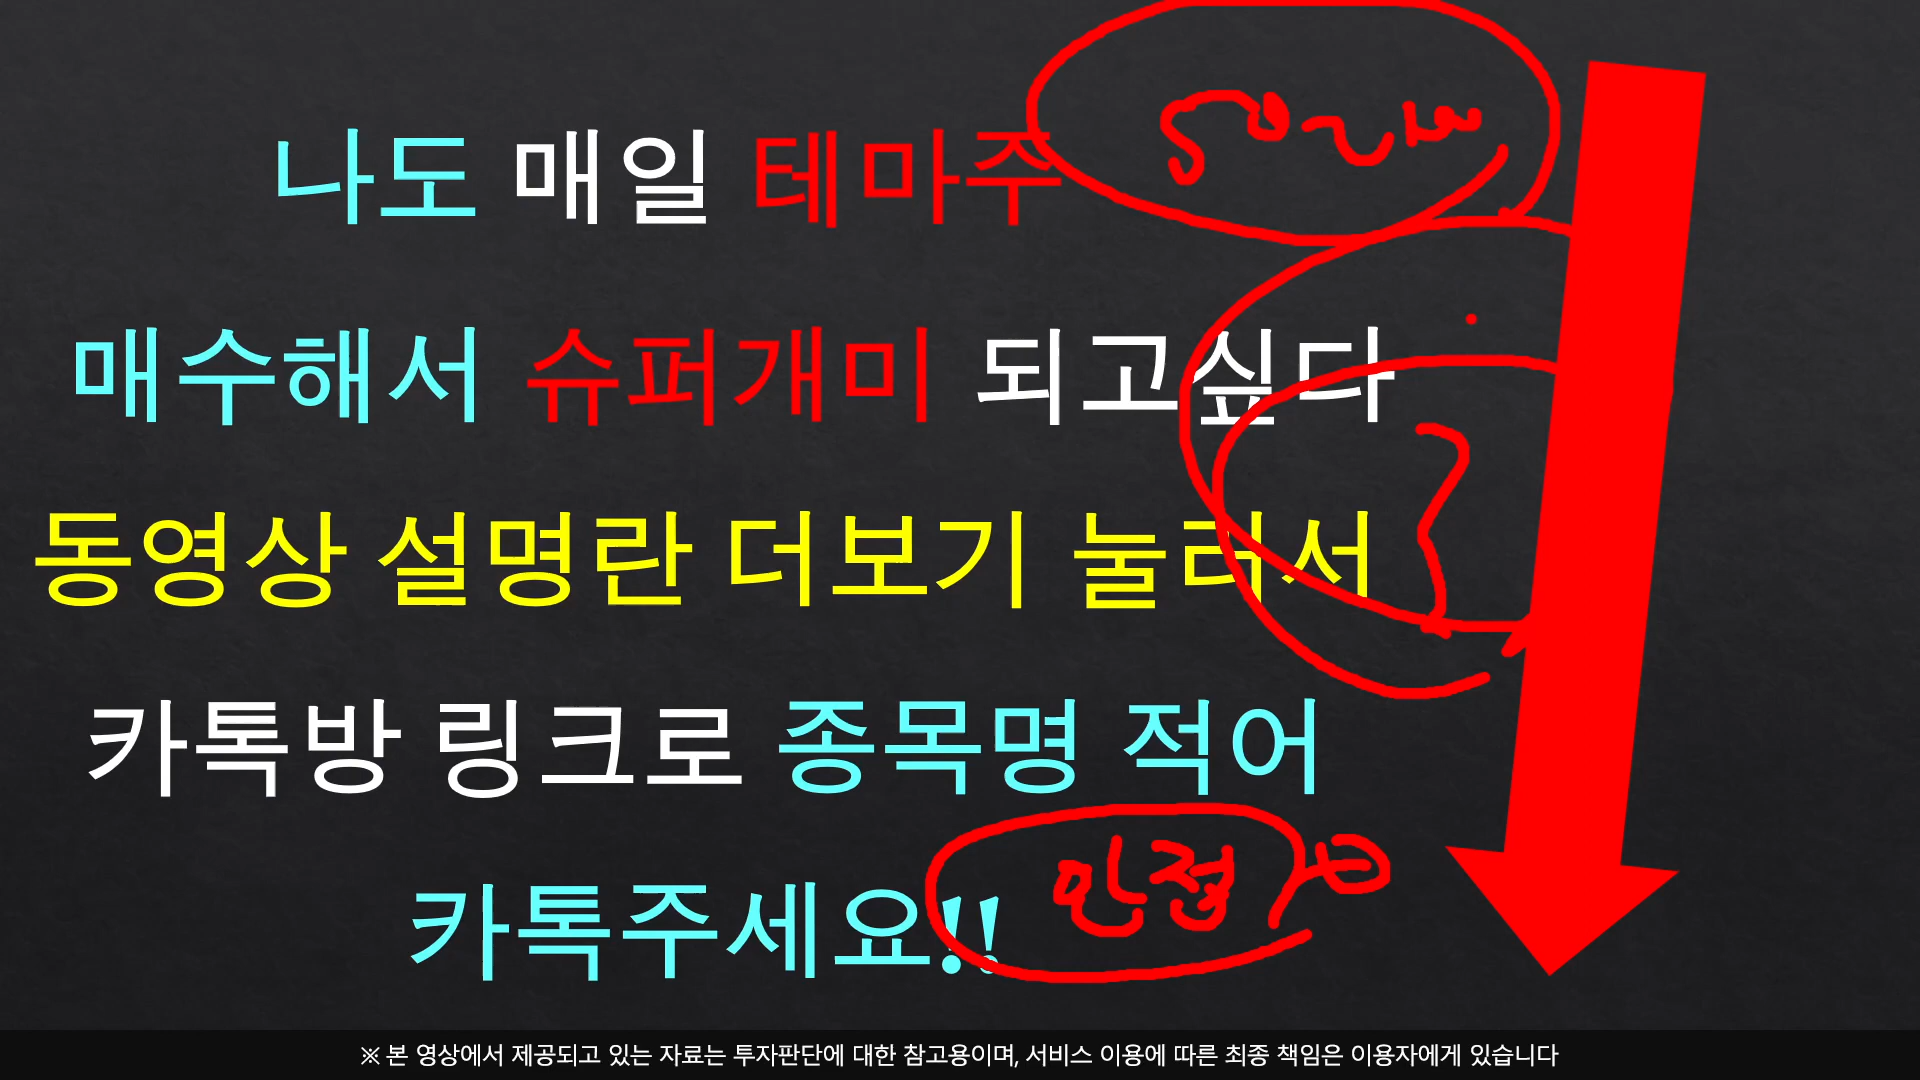 나도 매일 테마주
매수해서 슈퍼개미 되고싶다
동영상 설명란 더보기 눌러서
카톡방 링크로 종목명 적어
카톡주세요!!
※ 본 영상에서 제공되고 있는 자료는 투자판단에 대한 참고용이며, 서비스 이용에 따른 최종 책임은 이용자에게 있습니다